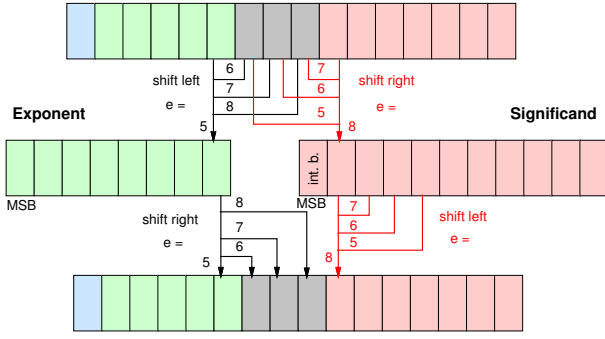 6
7
shift left
7
6
shift right
e =
8
5
e =
Exponent
5
8
Significand
int. b.
MSB
MSB
8
7
shift right
7
6
shift left
e =
6
5
e =
5
8